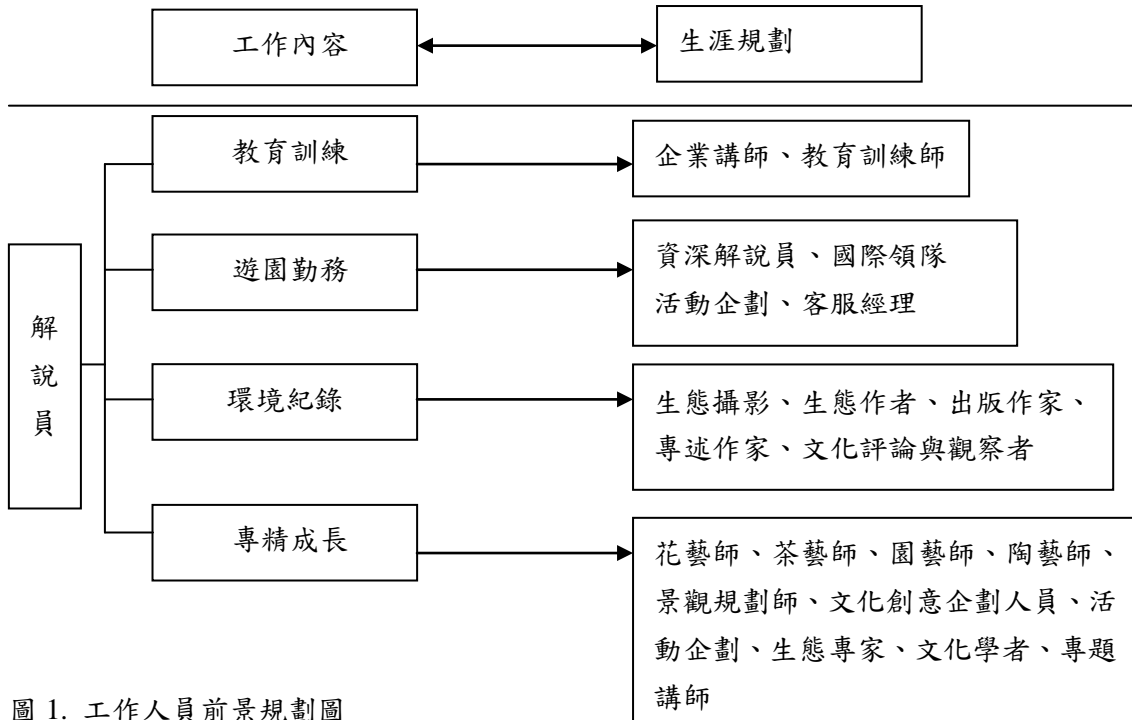 工作內容
生涯規劃
解
說
員
教育訓練
企業講師、教育訓練師
遊園勤務
資深解說員、國際領隊
活動企劃、客服經理
環境紀錄
生態攝影、生態作者、出版作家、
專述作家、文化評論與觀察者
專精成長
花藝師、茶藝師、園藝師、陶藝師、
景觀規劃師、文化創意企劃人員、活
動企劃、生態專家、文化學者、專題
講師
圖 1. 工作人員前景規劃圖